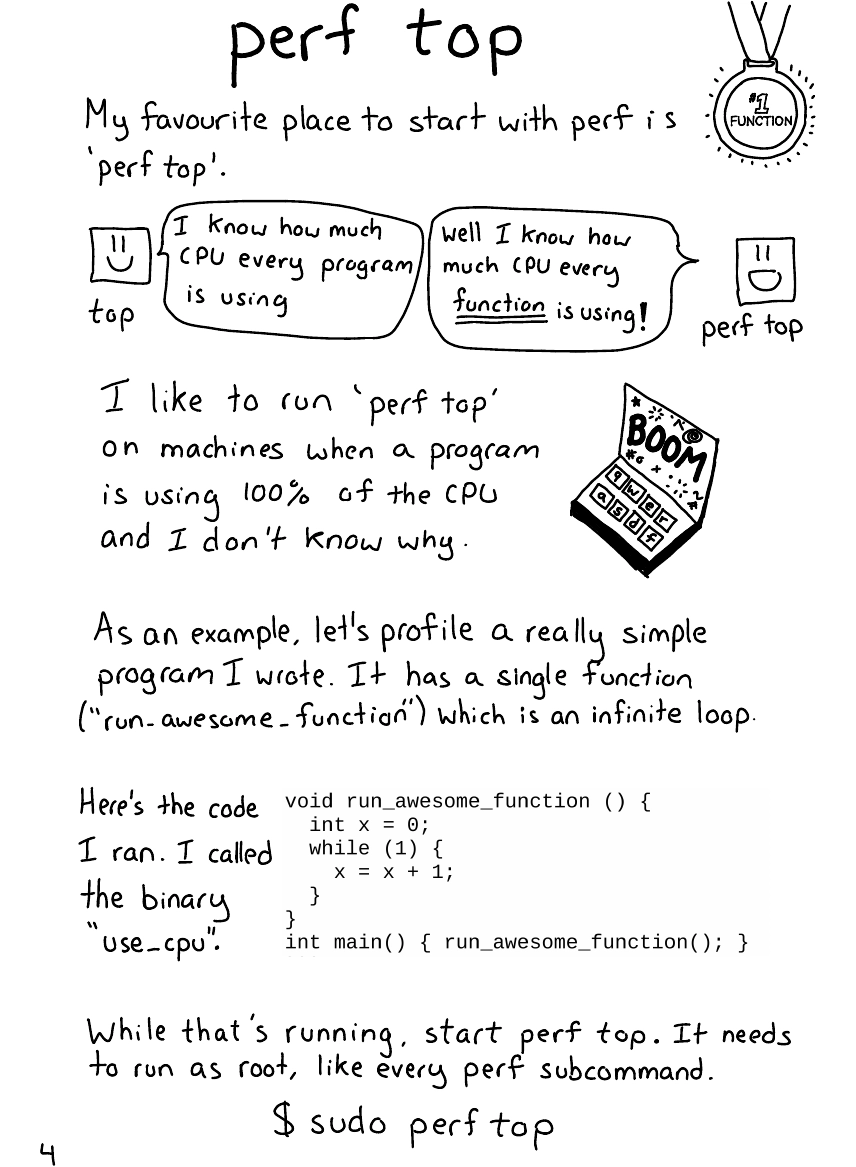 perf top
#1
FUNCTION
My favourite place to start with perf is
'perf top'.
I know how much
CPU every program
is using
top
Well I know how
much CPU every
function is using!
perf top
I like to run 'perf top'
on machines when a program
is using 100% of the CPU
and I don't know why.
BOOM
q w e r
a s d f
As an example, let's profile a really simple
program I wrote. It has a single function
("run_awesome_function") which is an infinite loop.
Here's the code
I ran. I called
the binary
"use_cpu".
void run_awesome_function () {
  int x = 0;
  while (1) {
    x = x + 1;
  }
}
int main() { run_awesome_function(); }
While that's running, start perf top. It needs
to run as root, like every perf subcommand.
$ sudo perf top
4